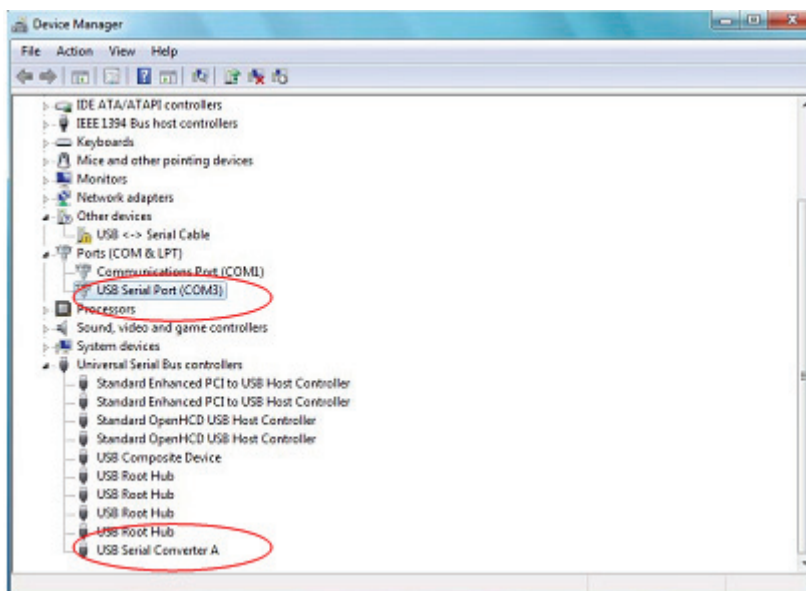 Device Manager
File Action View Help
IDE ATA/ATAPI controllers
IEEE 1394 Bus host controllers
Keyboards
Mice and other pointing devices
Monitors
Network adapters
Other devices
USB <-> Serial Cable
Ports (COM & LPT)
Communications Port (COM1)
USB Serial Port (COM3)
Processors
Sound, video and game controllers
System devices
Universal Serial Bus controllers
Standard Enhanced PCI to USB Host Controller
Standard Enhanced PCI to USB Host Controller
Standard OpenHCD USB Host Controller
Standard OpenHCD USB Host Controller
USB Composite Device
USB Root Hub
USB Root Hub
USB Root Hub
USB Root Hub
USB Serial Converter A